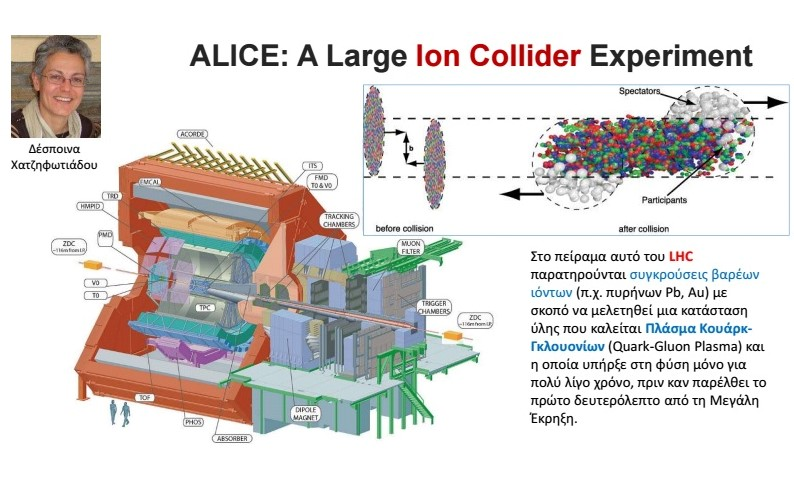 ALICE: A Large Ion Collider Experiment
Δέσποινα
Χατζηφωτιάδου
ACORDE
ITS
FMD
T0 & V0
EMCAL
TRD
HMPID
TRACKING
CHAMBERS
PMD
ZDC
~116m from I.P.
MUON
FILTER
V0
T0
TPC
TRIGGER
CHAMBERS
ZDC
~116m from I.P.
TOF
PHOS
DIPOLE
MAGNET
ABSORBER
Spectators
b
Participants
before collision
after collision
Στο πείραμα αυτό του LHC
παρατηρούνται συγκρούσεις βαρέων
ιόντων (π.χ. πυρήνων Pb, Au) με
σκοπό να μελετηθεί μια κατάσταση
ύλης που καλείται Πλάσμα Κουάρκ-
Γκλουονίων (Quark-Gluon Plasma) και
η οποία υπήρξε στη φύση μόνο για
πολύ λίγο χρόνο, πριν καν παρέλθει το
πρώτο δευτερόλεπτο από τη Μεγάλη
Έκρηξη.